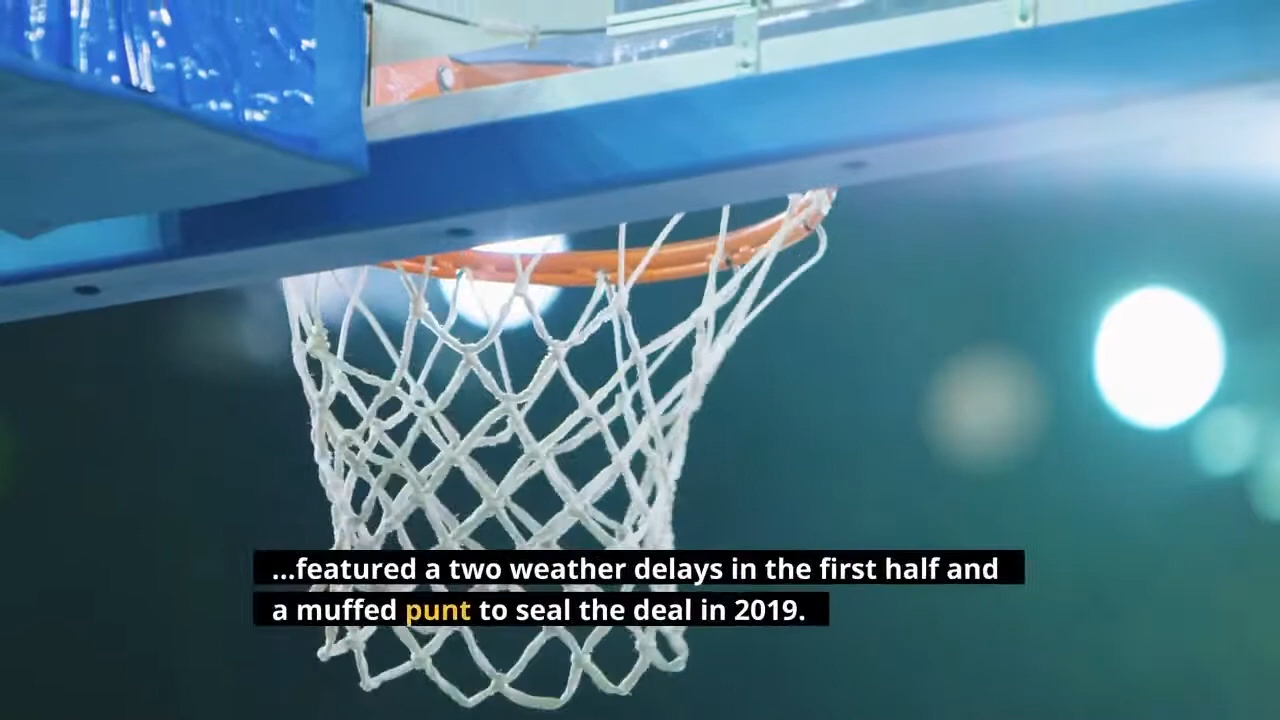 ...featured a two weather delays in the first half and
a muffed punt to seal the deal in 2019.